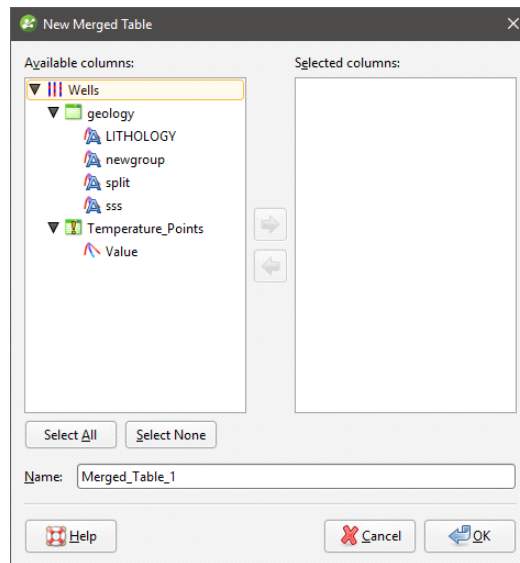 New Merged Table
Available columns:
Selected columns:
Wells
geology
LITHOLOGY
newgroup
split
sss
Temperature_Points
Value
Select All
Select None
Name: Merged_Table_1
Help
Cancel
OK